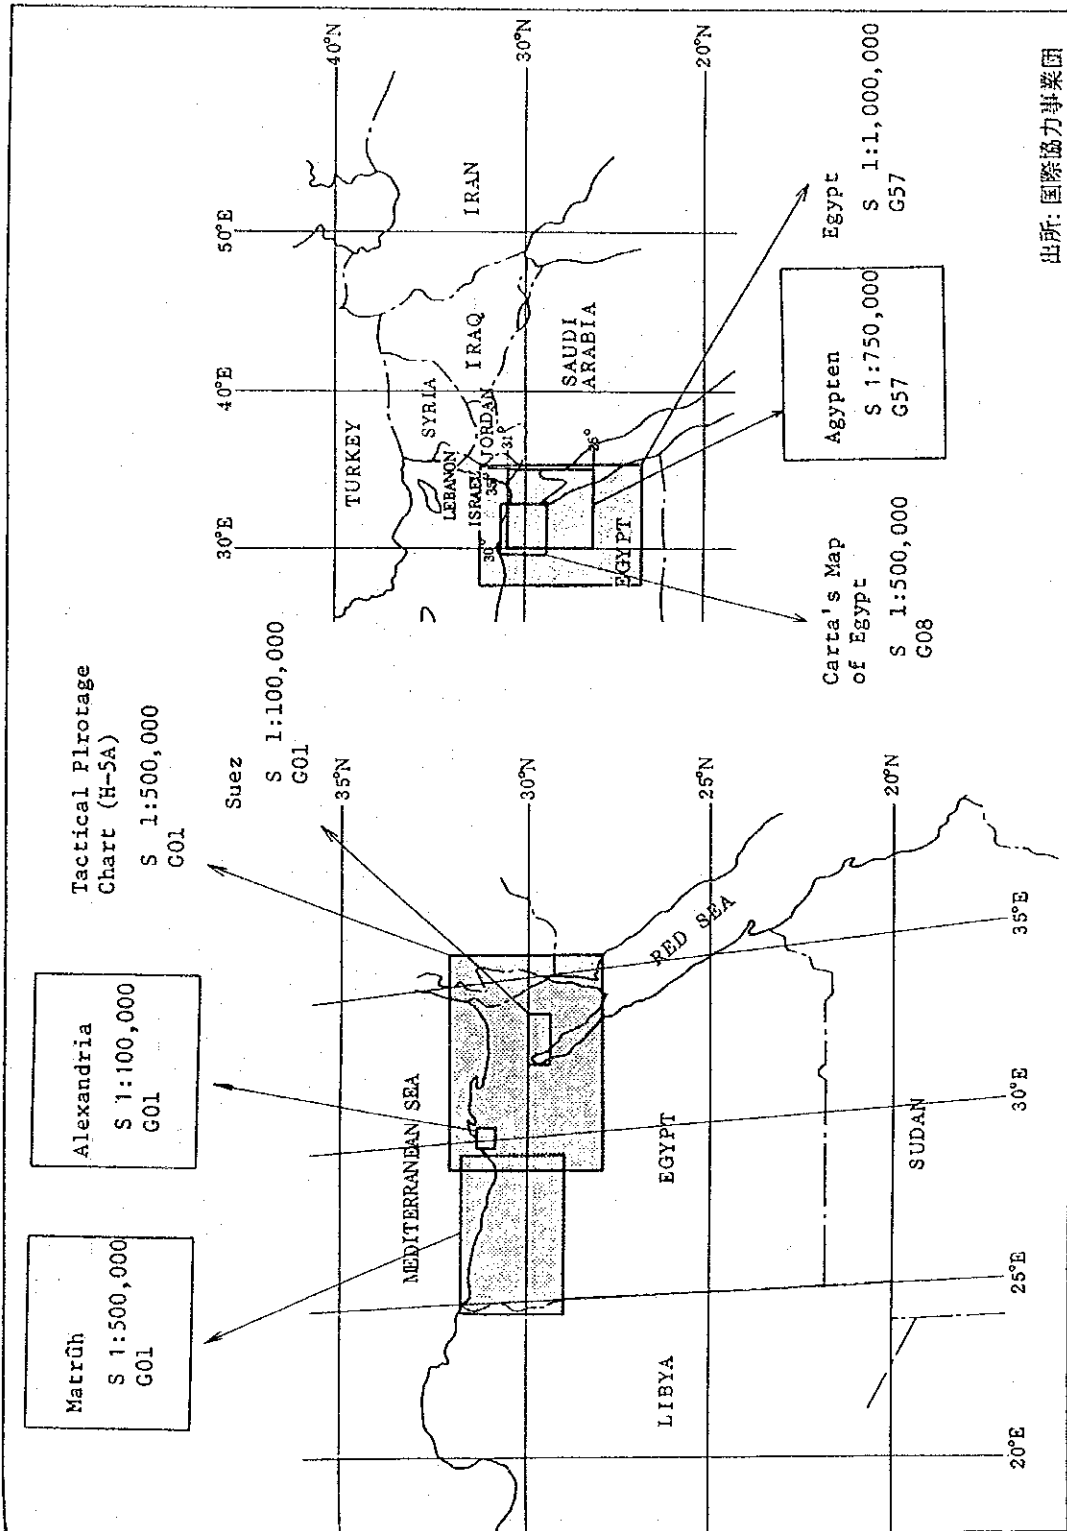 Matrûh
S 1:500,000
G01
Alexandria
S 1:100,000
G01
Tactical Plrotage
Chart (H-5A)
S 1:500,000
G01
Suez
S 1:100,000
G01
35°N
30°N
25°N
20°N
20°E
25°E
30°E
35°E
MEDITERRANEAN SEA
RED SEA
LIBYA
EGYPT
SUDAN
30°E
40°E
50°E
40°N
30°N
20°N
TURKEY
SYRIA
LEBANON
ISRAEL
JORDAN
IRAQ
IRAN
SAUDI
ARABIA
EGYPT
30°
35°
31°
Carta's Map
of Egypt
S 1:500,000
G08
Agypten
S 1:750,000
G57
Egypt
S 1:1,000,000
G57
出所: 国際協力事業団